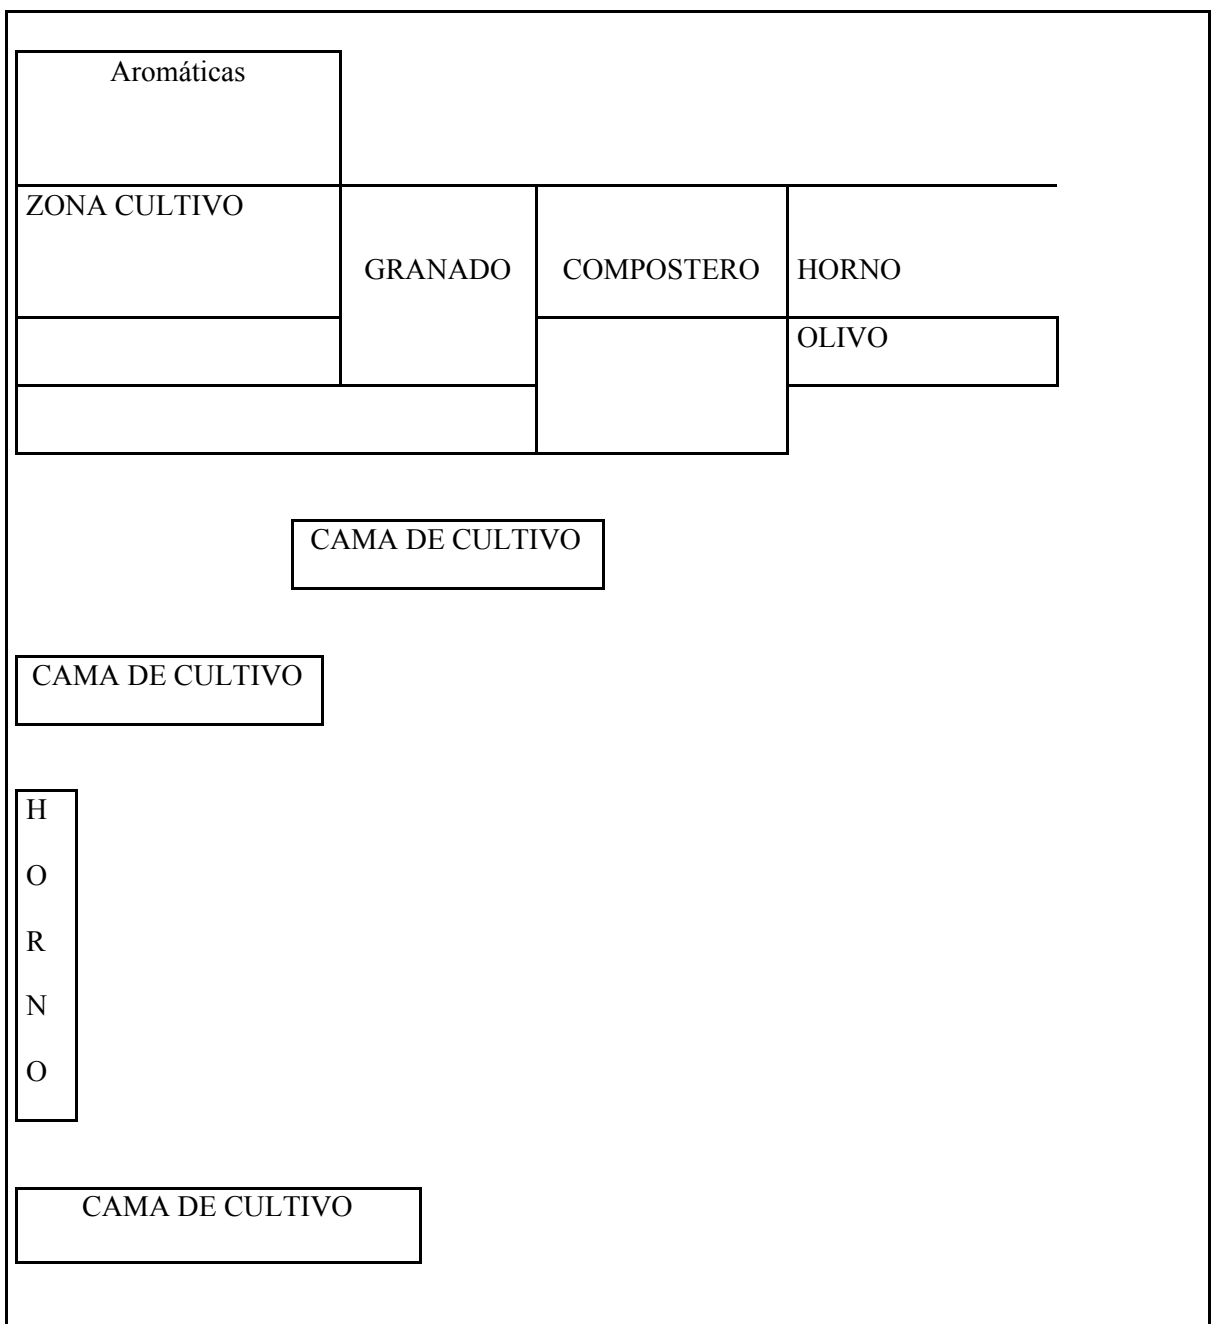 Aromáticas
ZONA CULTIVO
GRANADO
COMPOSTERO
HORNO
OLIVO
CAMA DE CULTIVO
CAMA DE CULTIVO
H
O
R
N
O
CAMA DE CULTIVO